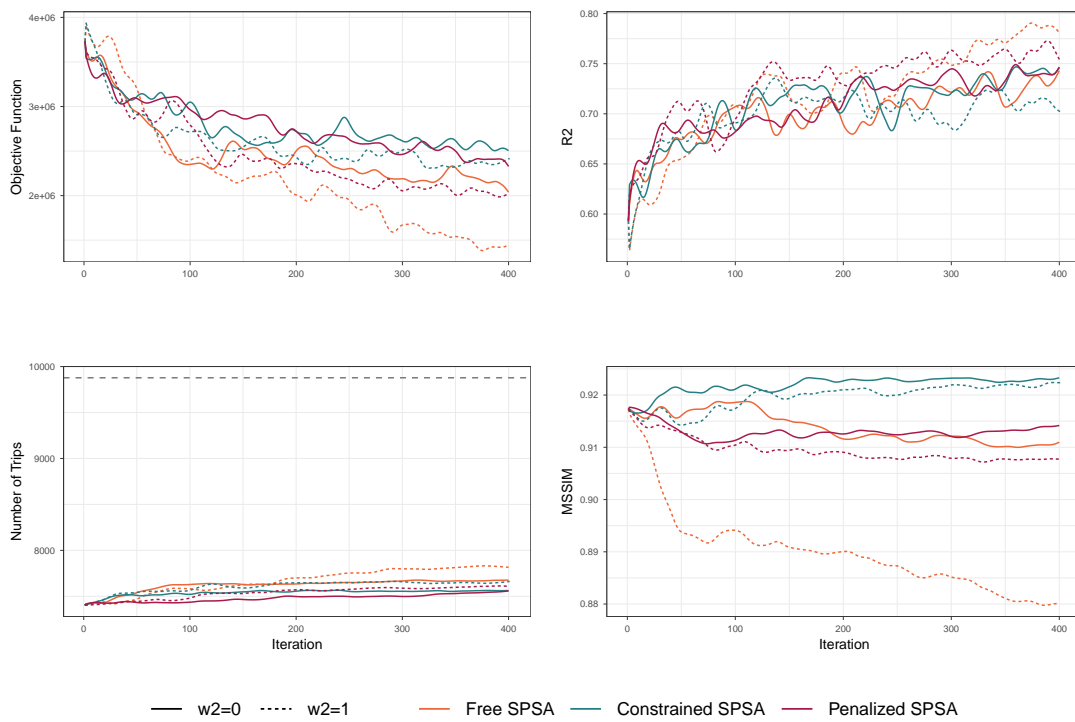 4e+06
3e+06
2e+06
Objective Function
0 100 200 300 400
0.80
0.75
0.70
0.65
0.60
R2
0 100 200 300 400
10000
9000
8000
Number of Trips
0 100 200 300 400
Iteration
0.92
0.91
0.90
0.89
0.88
MSSIM
0 100 200 300 400
Iteration
w2=0 w2=1 Free SPSA Constrained SPSA Penalized SPSA